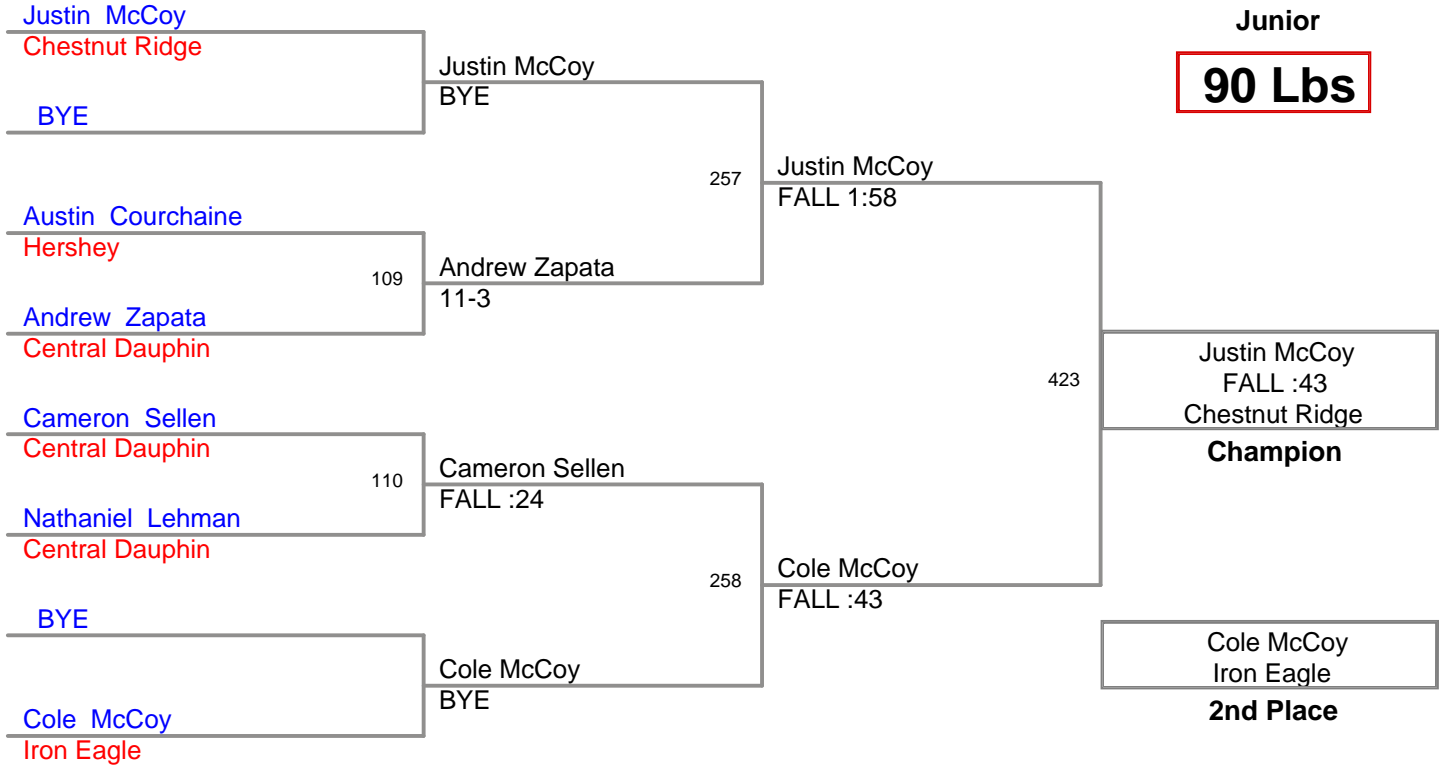 Justin McCoy
Chestnut Ridge
BYE
Austin Courchaine
Hershey
109
Andrew Zapata
Central Dauphin
Cameron Sellen
Central Dauphin
110
Nathaniel Lehman
Central Dauphin
BYE
Cole McCoy
Iron Eagle
Justin McCoy
BYE
257
Andrew Zapata
11-3
Cameron Sellen
FALL :24
258
Cole McCoy
BYE
Justin McCoy
FALL 1:58
423
Cole McCoy
FALL :43
Junior
90 Lbs
Justin McCoy
FALL :43
Chestnut Ridge
Champion
Cole McCoy
Iron Eagle
2nd Place